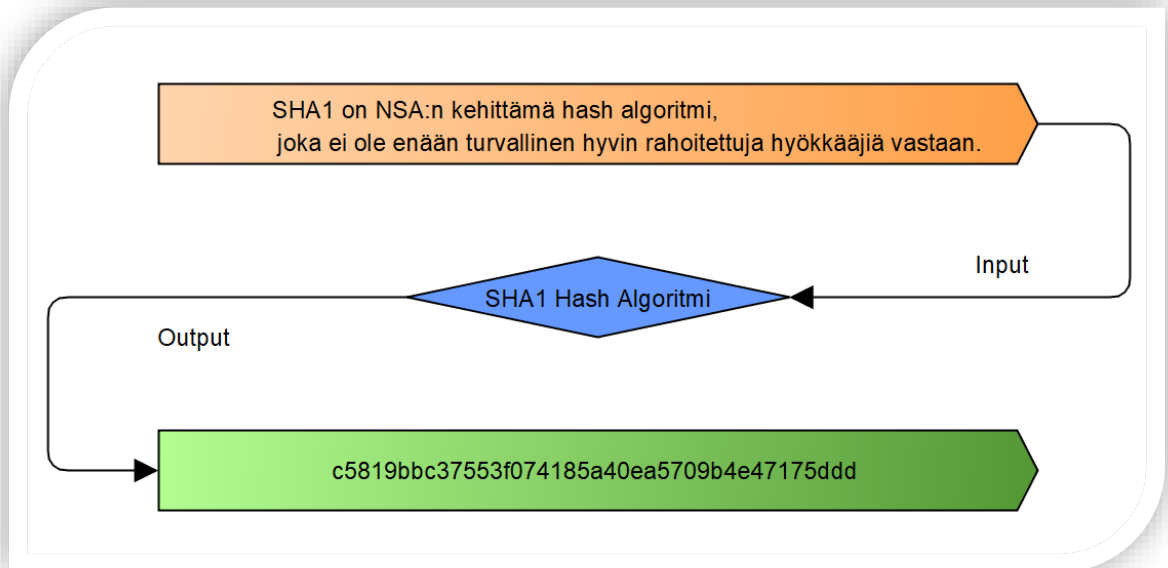 SHA1 on NSA:n kehittämä hash algoritmi,
joka ei ole enään turvallinen hyvin rahoitettuja hyökkääjiä vastaan.
Input
SHA1 Hash Algoritmi
Output
c5819bbc37553f074185a40ea5709b4e47175ddd